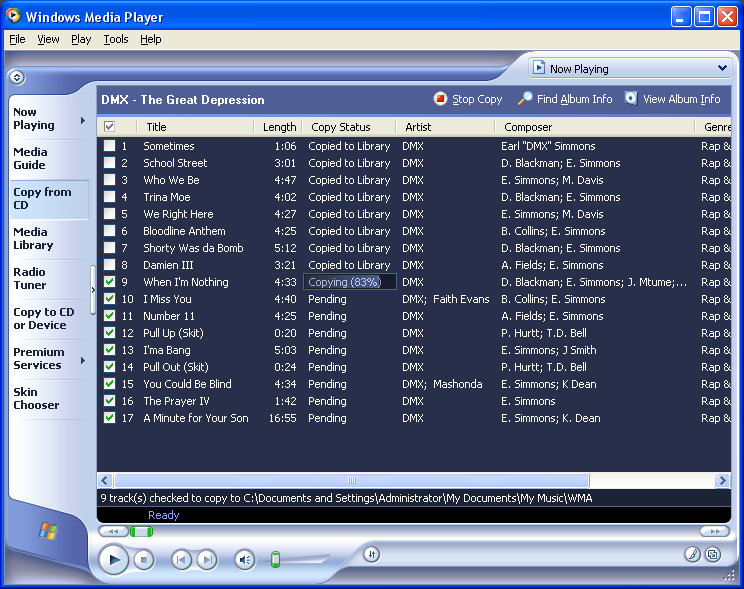 Windows Media Player
File View Play Tools Help
Now Playing
DMX - The Great Depression Stop Copy Find Album Info View Album Info
Now Playing
Media Guide
Copy from CD
Media Library
Radio Tuner
Copy to CD or Device
Premium Services
Skin Chooser
Title Length Copy Status Artist Composer Genre
1 Sometimes 1:06 Copied to Library DMX Earl "DMX" Simmons Rap &
2 School Street 3:01 Copied to Library DMX D. Blackman; E. Simmons Rap &
3 Who We Be 4:47 Copied to Library DMX E. Simmons; M. Davis Rap &
4 Trina Moe 4:02 Copied to Library DMX D. Blackman; E. Simmons Rap &
5 We Right Here 4:27 Copied to Library DMX E. Simmons; M. Davis Rap &
6 Bloodline Anthem 4:25 Copied to Library DMX B. Collins; E. Simmons Rap &
7 Shorty Was da Bomb 5:12 Copied to Library DMX D. Blackman; E. Simmons Rap &
8 Damien III 3:21 Copied to Library DMX A. Fields; E. Simmons Rap &
9 When I'm Nothing 4:33 Copying (83%) DMX D. Blackman; E. Simmons; J. Mtume;... Rap &
10 I Miss You 4:40 Pending DMX; Faith Evans B. Collins; E. Simmons Rap &
11 Number 11 4:25 Pending DMX A. Fields; E. Simmons Rap &
12 Pull Up (Skit) 0:20 Pending DMX P. Hurtt; T.D. Bell Rap &
13 I'ma Bang 5:03 Pending DMX E. Simmons; J Smith Rap &
14 Pull Out (Skit) 0:24 Pending DMX P. Hurtt; T.D. Bell Rap &
15 You Could Be Blind 4:34 Pending DMX; Mashonda E. Simmons; K Dean Rap &
16 The Prayer IV 1:42 Pending DMX E. Simmons Rap &
17 A Minute for Your Son 16:55 Pending DMX E. Simmons; K. Dean Rap &
9 track(s) checked to copy to C:\Documents and Settings\Administrator\My Documents\My Music\WMA
Ready